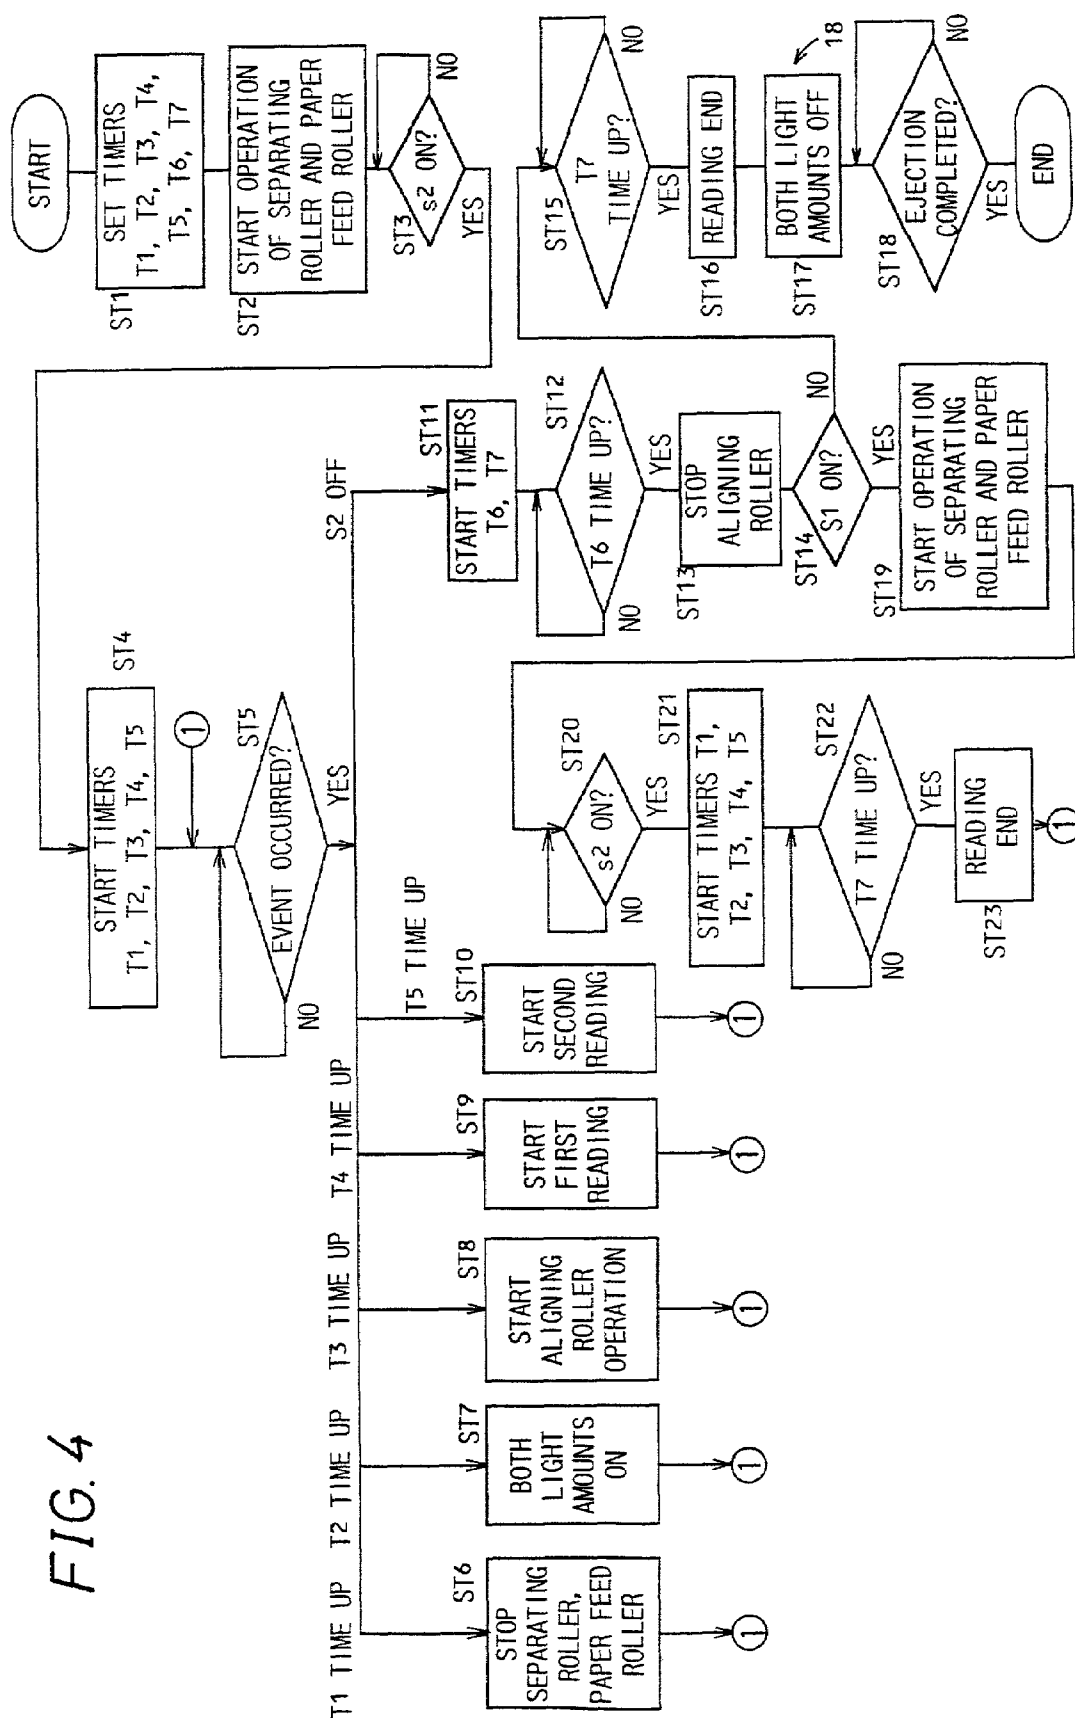 FIG. 4
START
ST1
SET TIMERS
T1, T2, T3, T4,
T5, T6, T7
ST2
START OPERATION
OF SEPARATING
ROLLER AND PAPER
FEED ROLLER
ST3
s2 ON?
NO
YES
START TIMERS
T1, T2, T3, T4, T5
ST4
1
ST5
EVENT OCCURRED?
NO
YES
T1 TIME UP
T2 TIME UP
T3 TIME UP
T4 TIME UP
T5 TIME UP
S2 OFF
ST6
STOP
SEPARATING
ROLLER,
PAPER FEED
ROLLER
1
ST7
BOTH
LIGHT
AMOUNTS
ON
1
ST8
START
ALIGNING
ROLLER
OPERATION
1
ST9
START
FIRST
READING
1
ST10
START
SECOND
READING
1
ST11
START TIMERS
T6, T7
ST12
T6 TIME UP?
NO
YES
ST13
STOP
ALIGNING
ROLLER
ST14
S1 ON?
NO
YES
ST15
T7
TIME UP?
NO
YES
ST16
READING END
ST17
BOTH LIGHT
AMOUNTS OFF
18
ST18
EJECTION
COMPLETED?
NO
YES
END
ST19
START OPERATION
OF SEPARATING
ROLLER AND PAPER
FEED ROLLER
ST20
s2 ON?
NO
YES
ST21
START TIMERS T1,
T2, T3, T4, T5
ST22
T7 TIME UP?
NO
YES
ST23
READING
END
1